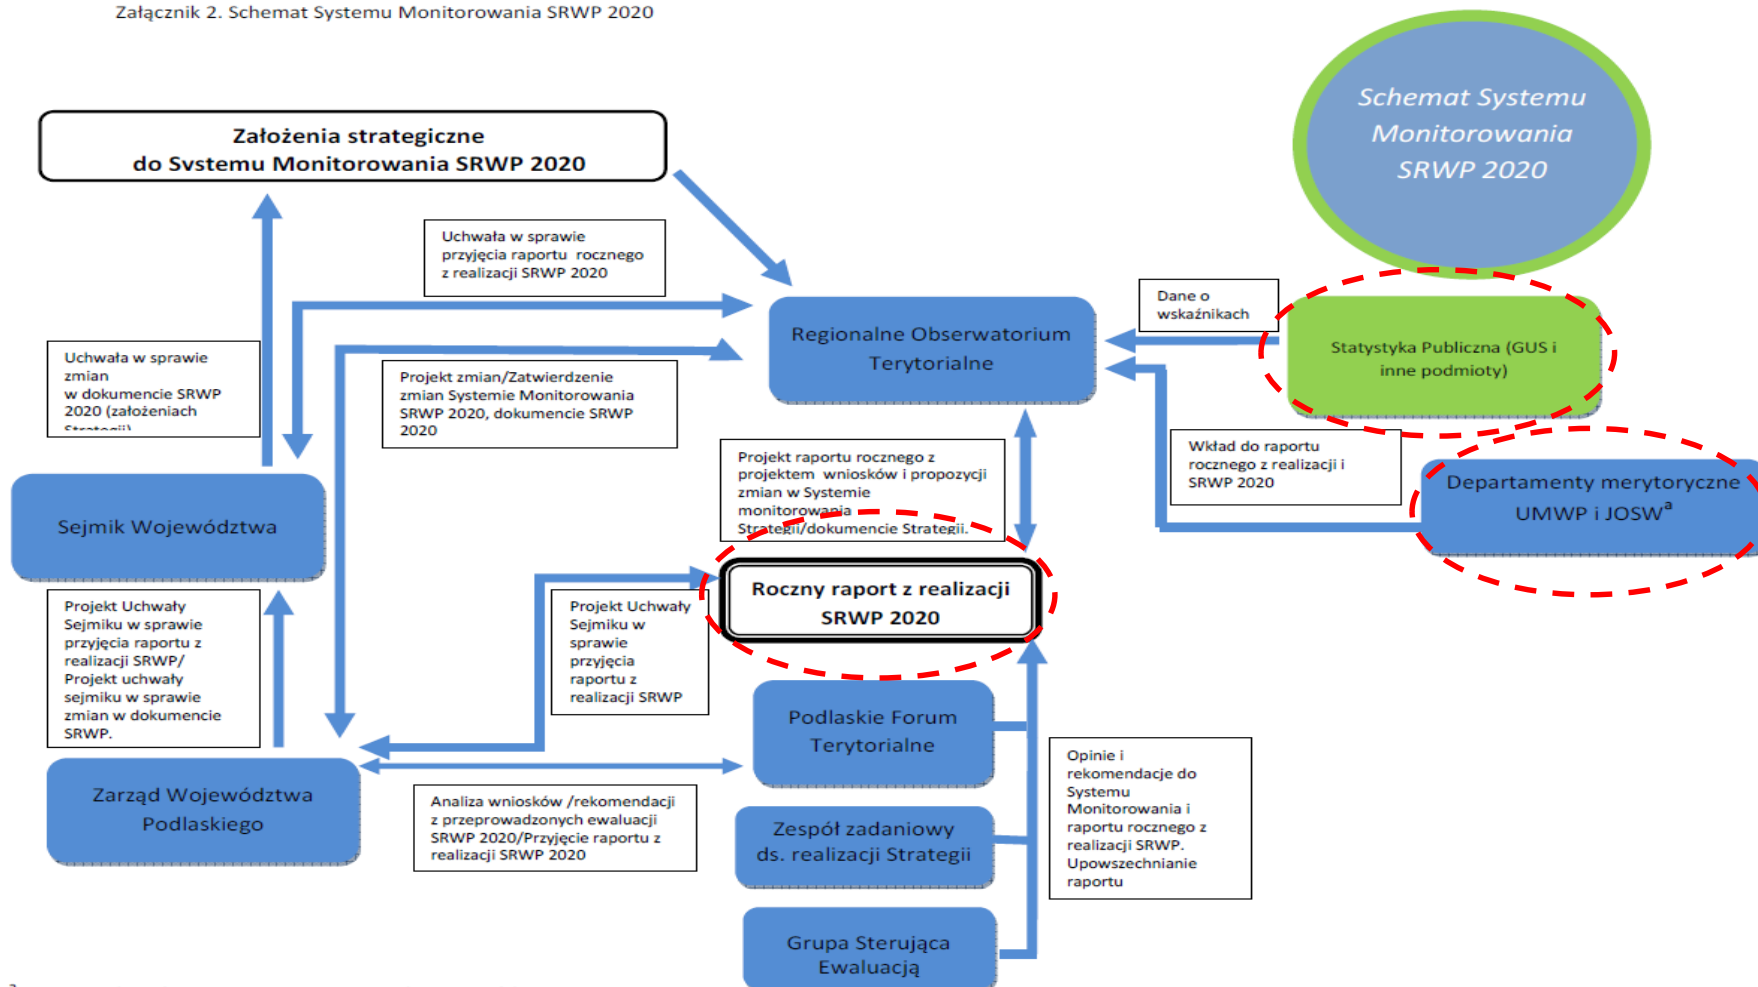 Załącznik 2. Schemat Systemu Monitorowania SRWP 2020
Schemat Systemu
Monitorowania
SRWP 2020
Założenia strategiczne
do Systemu Monitorowania SRWP 2020
Uchwała w sprawie
przyjęcia raportu rocznego
z realizacji SRWP 2020
Dane o
wskaźnikach
Regionalne Obserwatorium
Terytorialne
Statystyka Publiczna (GUS i
inne podmioty)
Uchwała w sprawie
zmian
w dokumencie SRWP
2020 (założeniach
Strategii)
Projekt zmian/Zatwierdzenie
zmian Systemie Monitorowania
SRWP 2020, dokumencie SRWP
2020
Wkład do raportu
rocznego z realizacji i
SRWP 2020
Projekt raportu rocznego z
projektem wniosków i propozycji
zmian w Systemie
monitorowania
Strategii/dokumencie Strategii.
Departamenty merytoryczne
UMWP i JOSWª
Sejmik Województwa
Roczny raport z realizacji
SRWP 2020
Projekt Uchwały
Sejmiku w sprawie
przyjęcia raportu z
realizacji SRWP/
Projekt uchwały
sejmiku w sprawie
zmian w dokumencie
SRWP.
Projekt Uchwały
Sejmiku w
sprawie
przyjęcia
raportu z
realizacji SRWP
Podlaskie Forum
Terytorialne
Zarząd Województwa
Podlaskiego
Analiza wniosków /rekomendacji
z przeprowadzonych ewaluacji
SRWP 2020/Przyjęcie raportu z
realizacji SRWP 2020
Opinie i
rekomendacje do
Systemu
Monitorowania i
raportu rocznego z
realizacji SRWP.
Upowszechnianie
raportu
Zespół zadaniowy
ds. realizacji Strategii
Grupa Sterująca
Ewaluacją